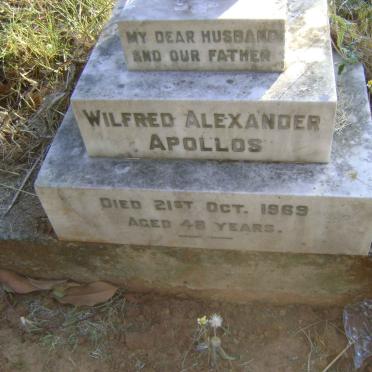 MY DEAR HUSBAND
AND OUR FATHER
WILFRED ALEXANDER
APOLLOS
DIED 21ST OCT. 1969
AGED 48 YEARS.